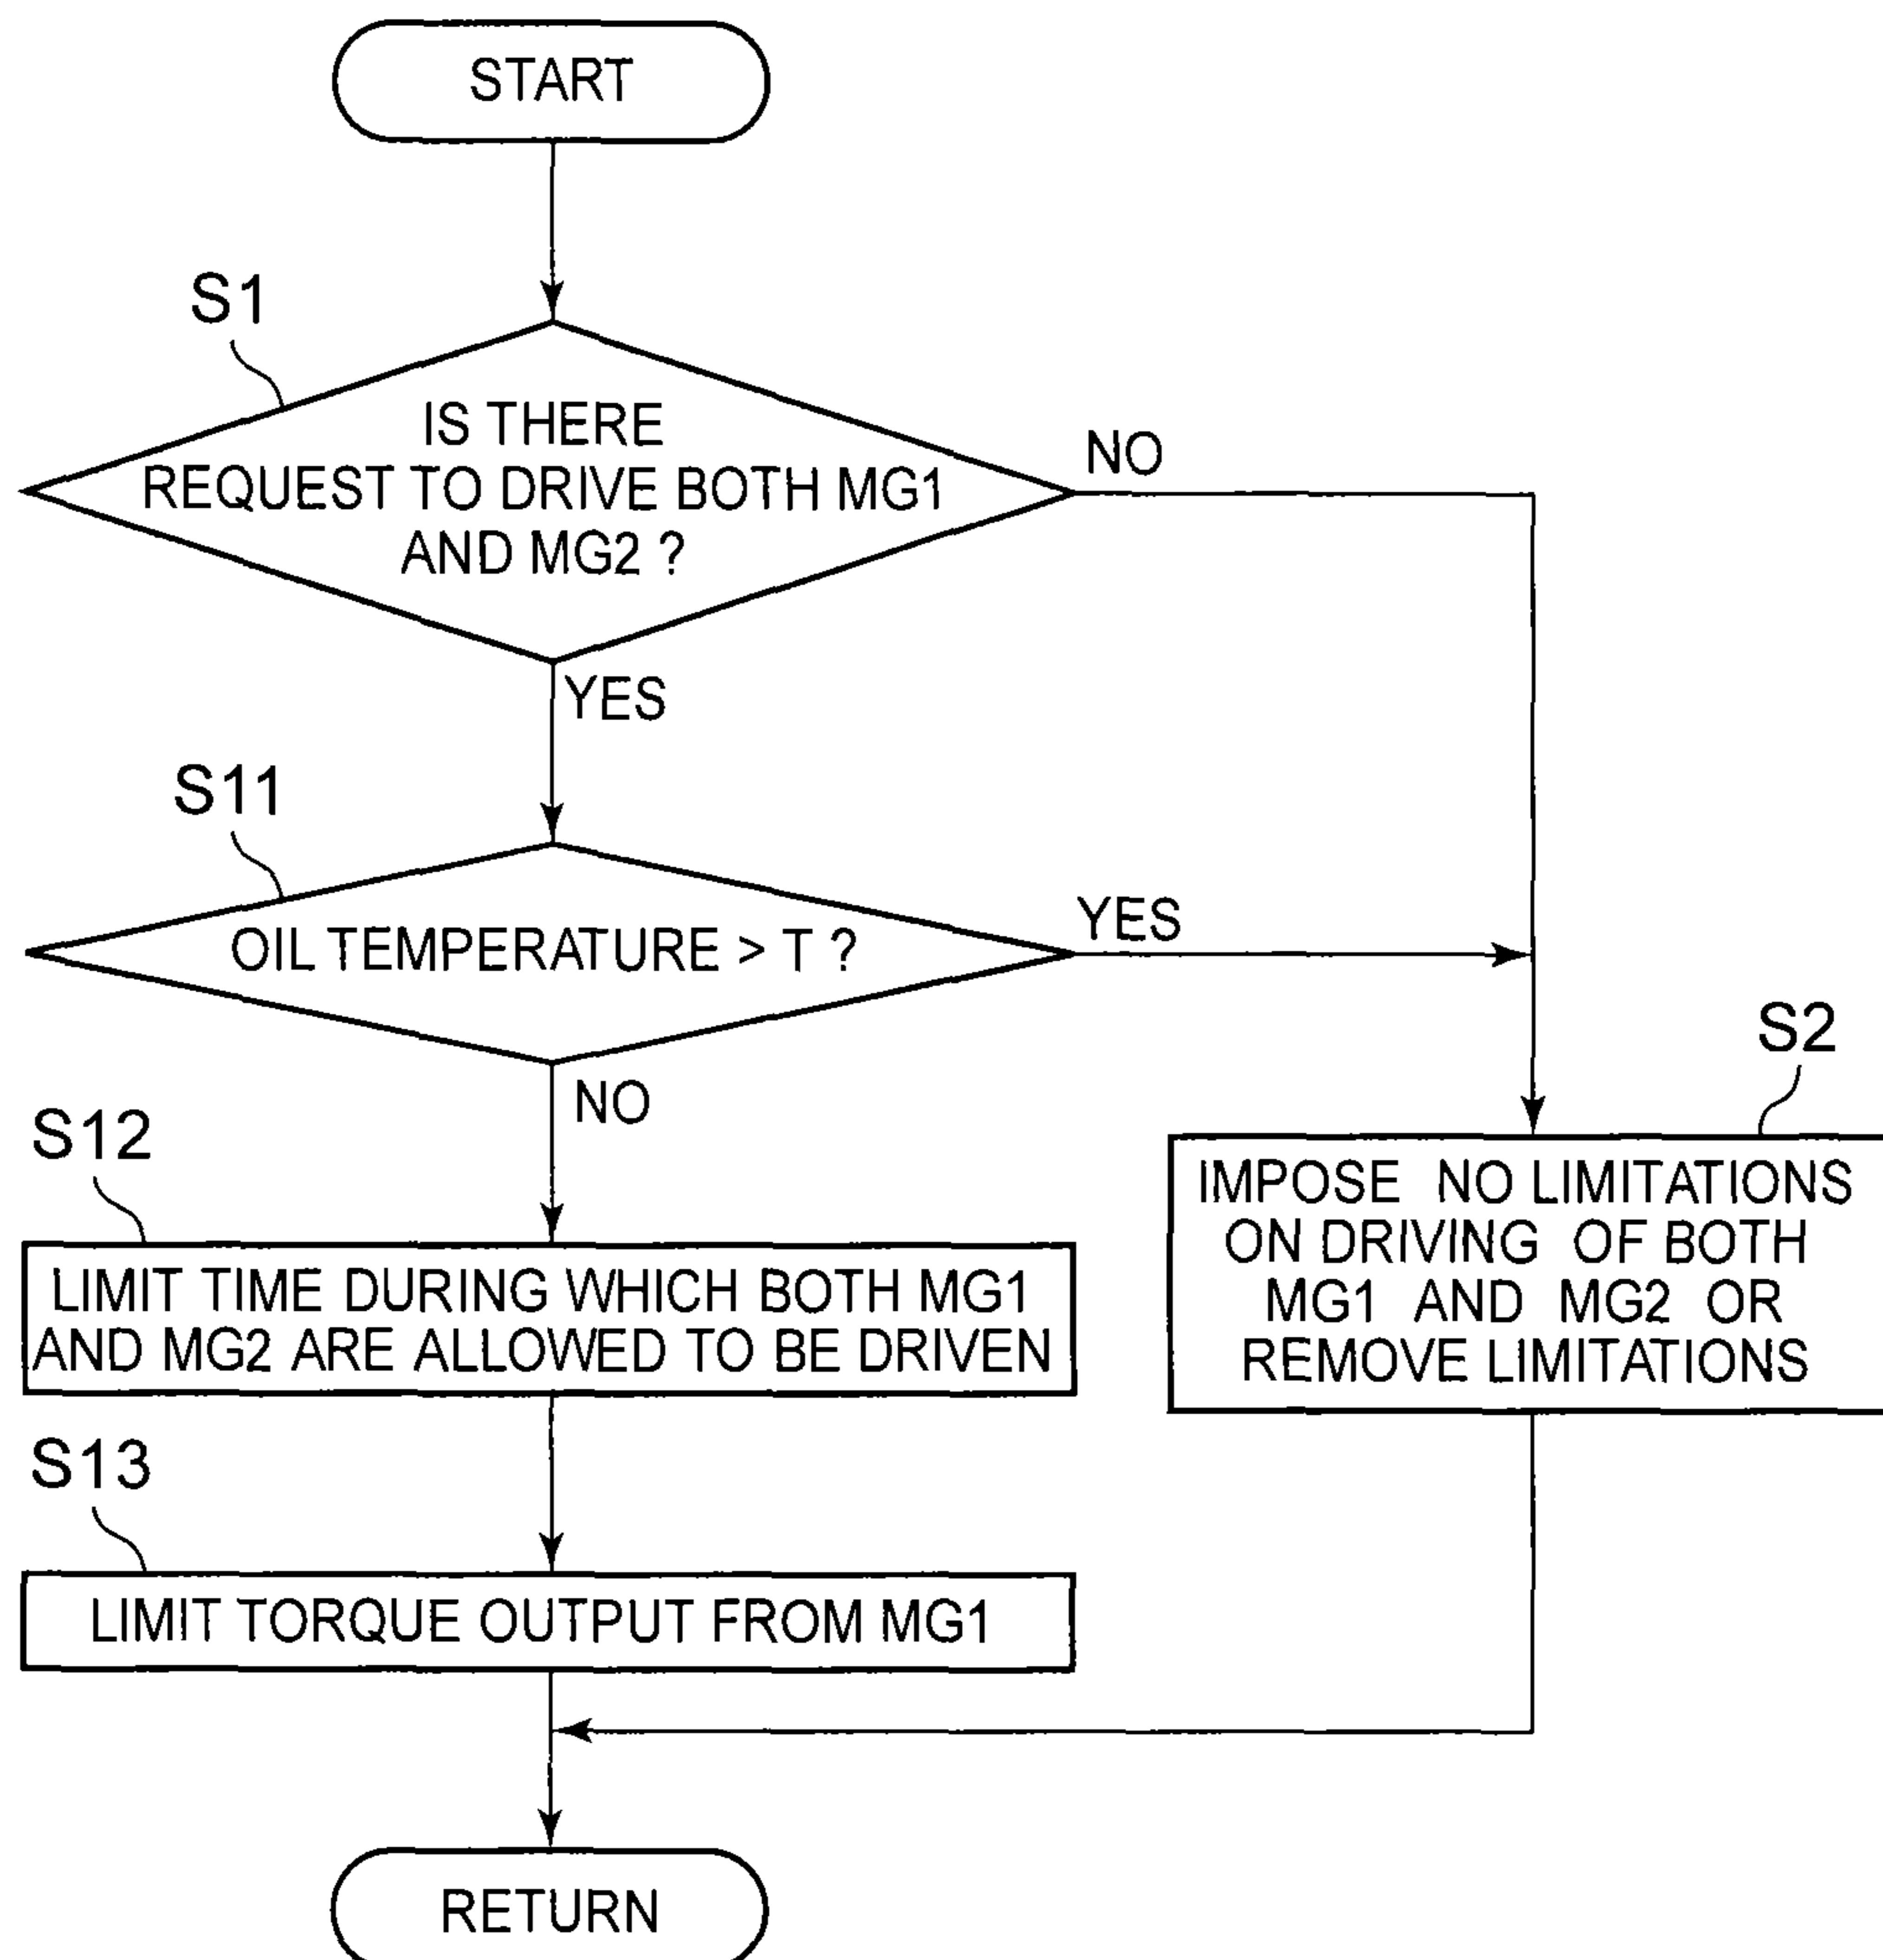 START
S1
IS THERE
REQUEST TO DRIVE BOTH MG1
AND MG2 ?
NO
YES
S11
OIL TEMPERATURE > T ?
YES
NO
S2
IMPOSE NO LIMITATIONS
ON DRIVING OF BOTH
MG1 AND MG2 OR
REMOVE LIMITATIONS
S12
LIMIT TIME DURING WHICH BOTH MG1
AND MG2 ARE ALLOWED TO BE DRIVEN
S13
LIMIT TORQUE OUTPUT FROM MG1
RETURN